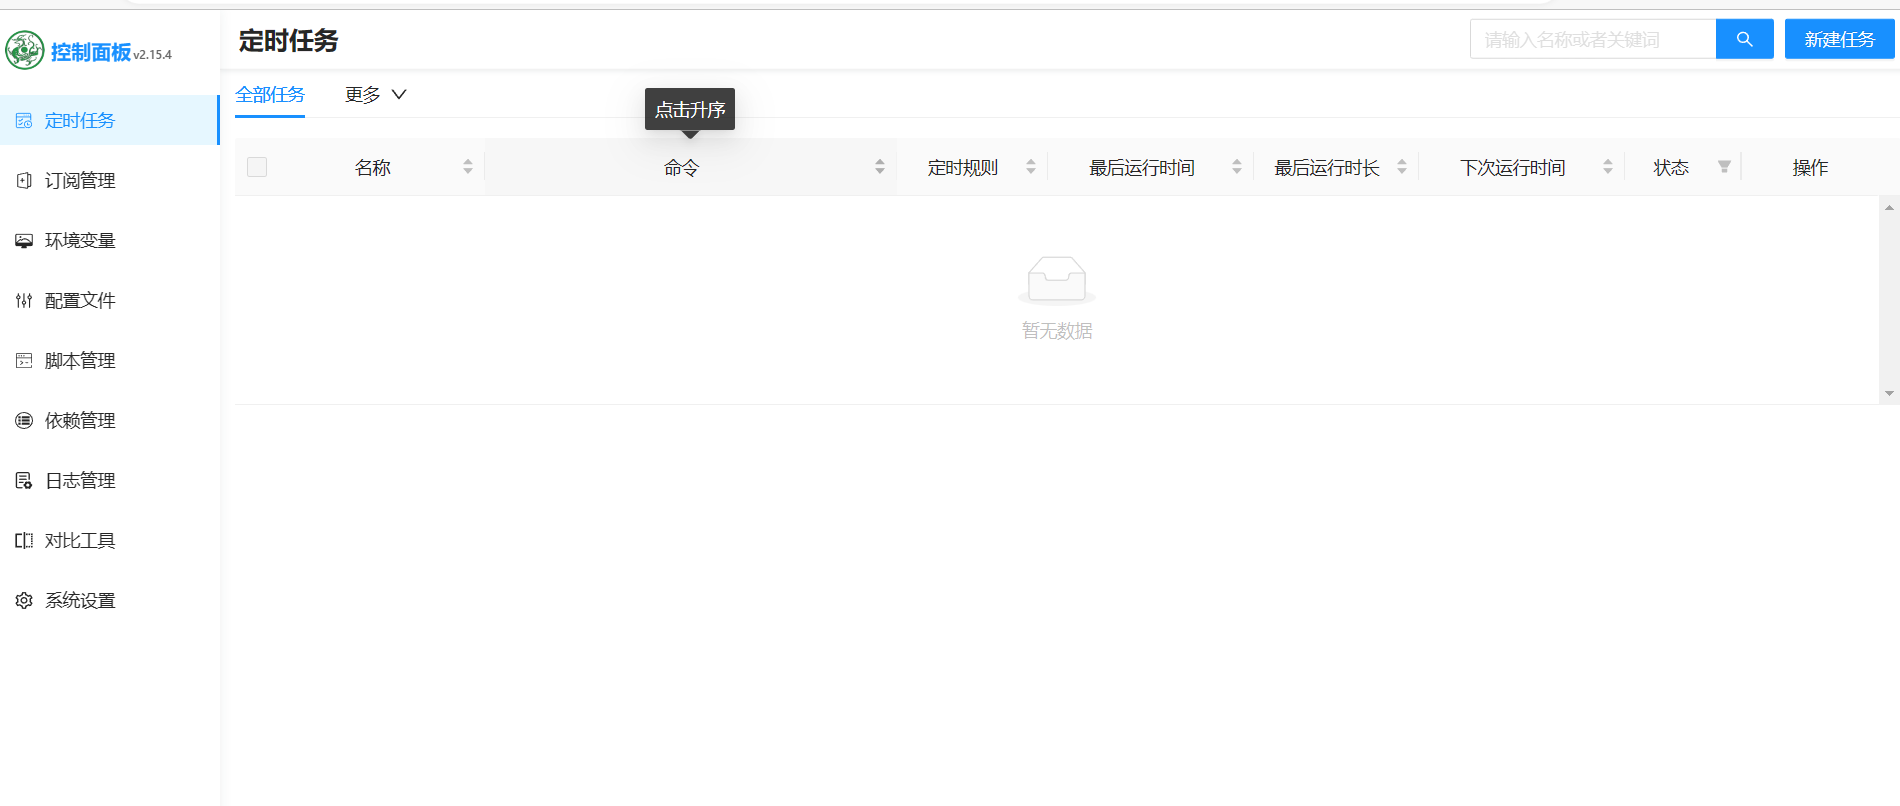 控制面板 v2.15.4
定时任务
请输入名称或者关键词
新建任务
定时任务
订阅管理
环境变量
配置文件
脚本管理
依赖管理
日志管理
对比工具
系统设置
全部任务 更多
点击升序
名称 命令 定时规则 最后运行时间 最后运行时长 下次运行时间 状态 操作
暂无数据